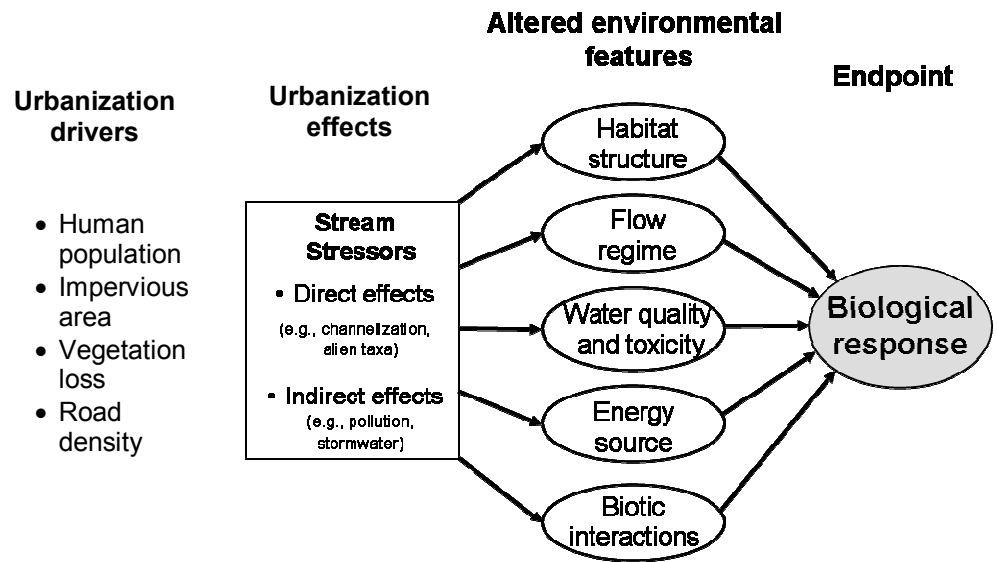 Urbanization
drivers
• Human
population
• Impervious
area
• Vegetation
loss
• Road
density
Urbanization
effects
Stream
Stressors
• Direct effects
(e.g., channelization,
alien taxa)
• Indirect effects
(e.g., pollution,
stormwater)
Altered environmental
features
Habitat
structure
Flow
regime
Water quality
and toxicity
Energy
source
Biotic
interactions
Endpoint
Biological
response